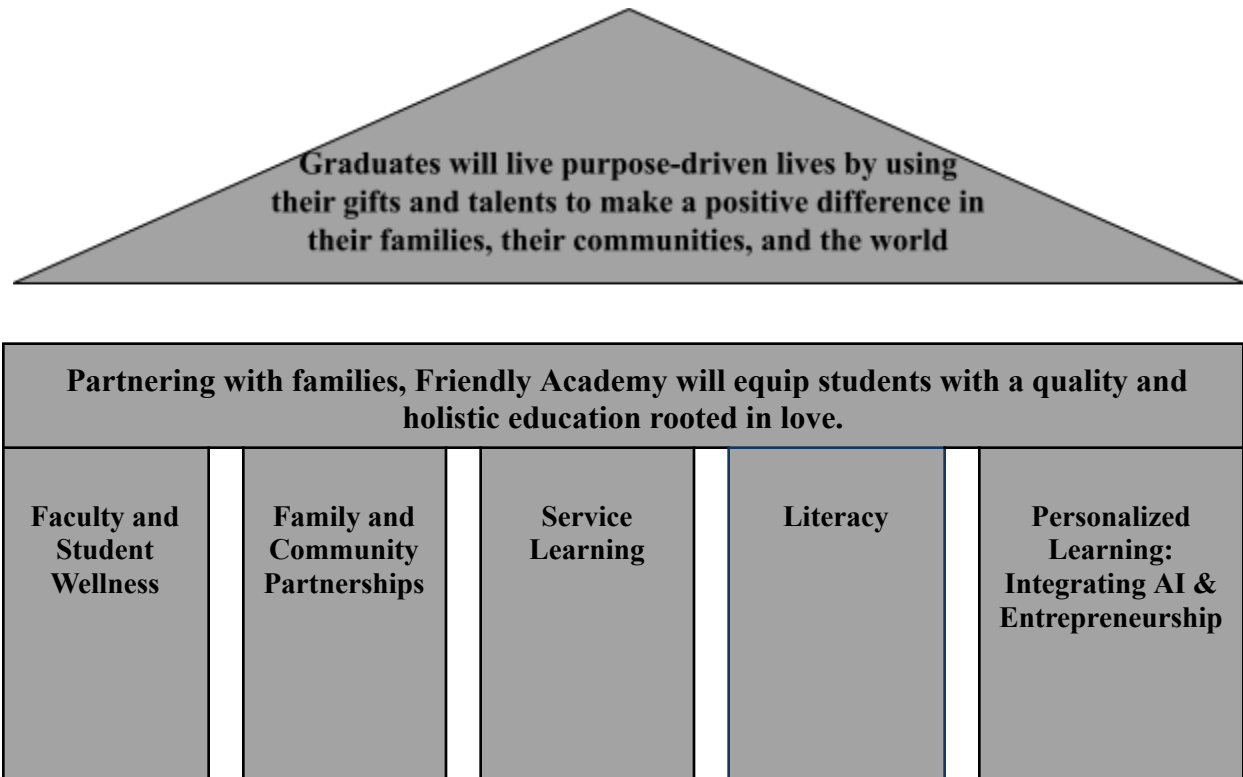 Graduates will live purpose-driven lives by using
their gifts and talents to make a positive difference in
their families, their communities, and the world
Partnering with families, Friendly Academy will equip students with a quality and
holistic education rooted in love.
Faculty and
Student
Wellness
Family and
Community
Partnerships
Service
Learning
Literacy
Personalized
Learning:
Integrating AI &
Entrepreneurship